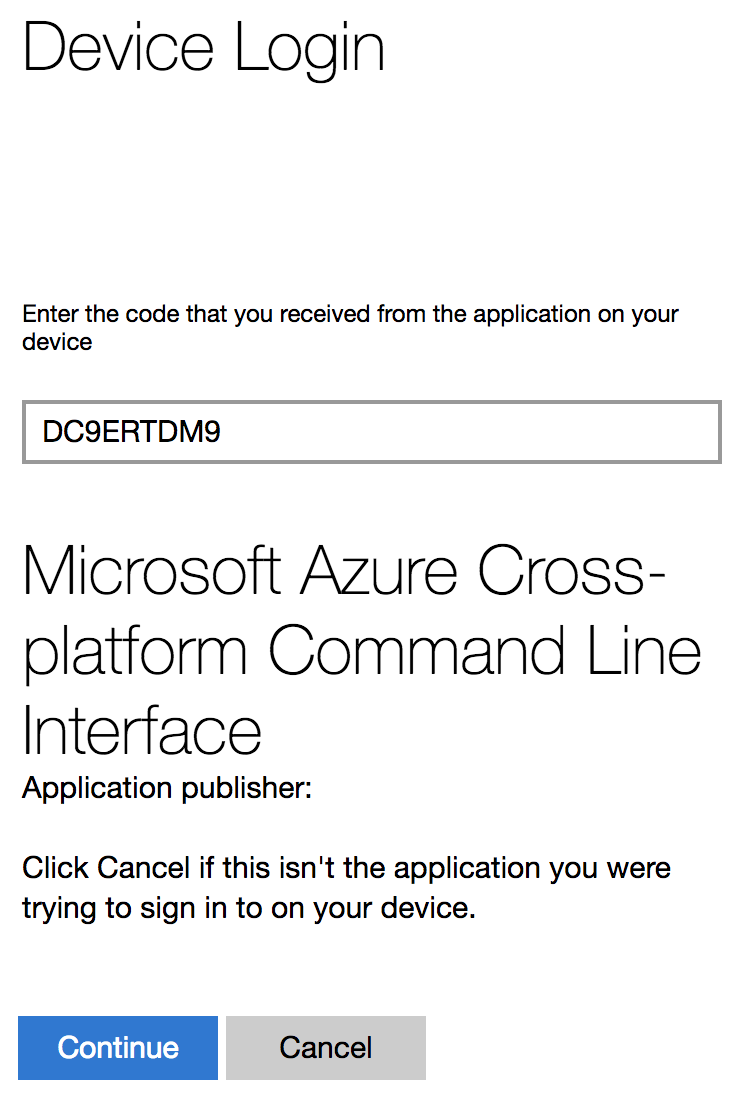 Device Login
Enter the code that you received from the application on your
device
DC9ERTDM9
Microsoft Azure Cross-
platform Command Line
Interface
Application publisher:
Click Cancel if this isn't the application you were
trying to sign in to on your device.
Continue
Cancel